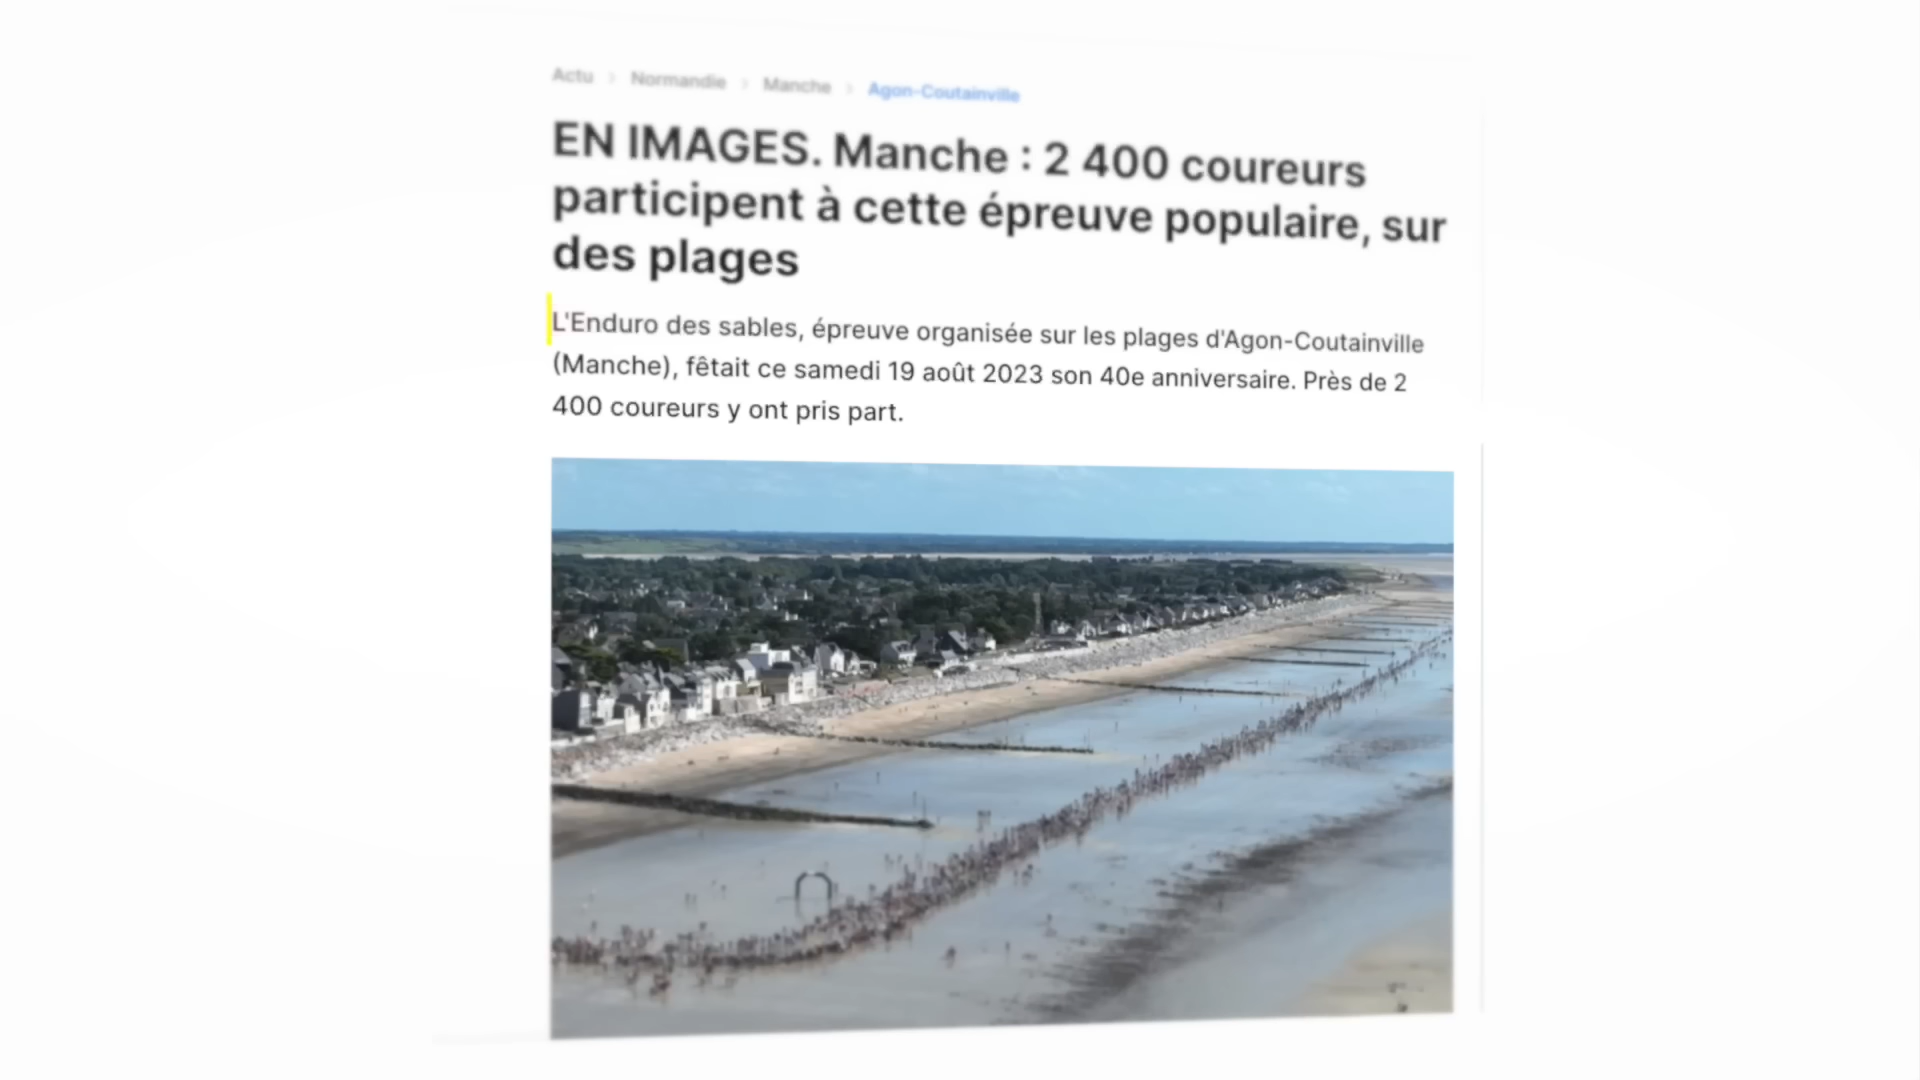 Actu > Normandie > Manche > Agon-Coutainville
EN IMAGES. Manche : 2 400 coureurs
participent à cette épreuve populaire, sur
des plages
L'Enduro des sables, épreuve organisée sur les plages d'Agon-Coutainville
(Manche), fêtait ce samedi 19 août 2023 son 40e anniversaire. Près de 2
400 coureurs y ont pris part.